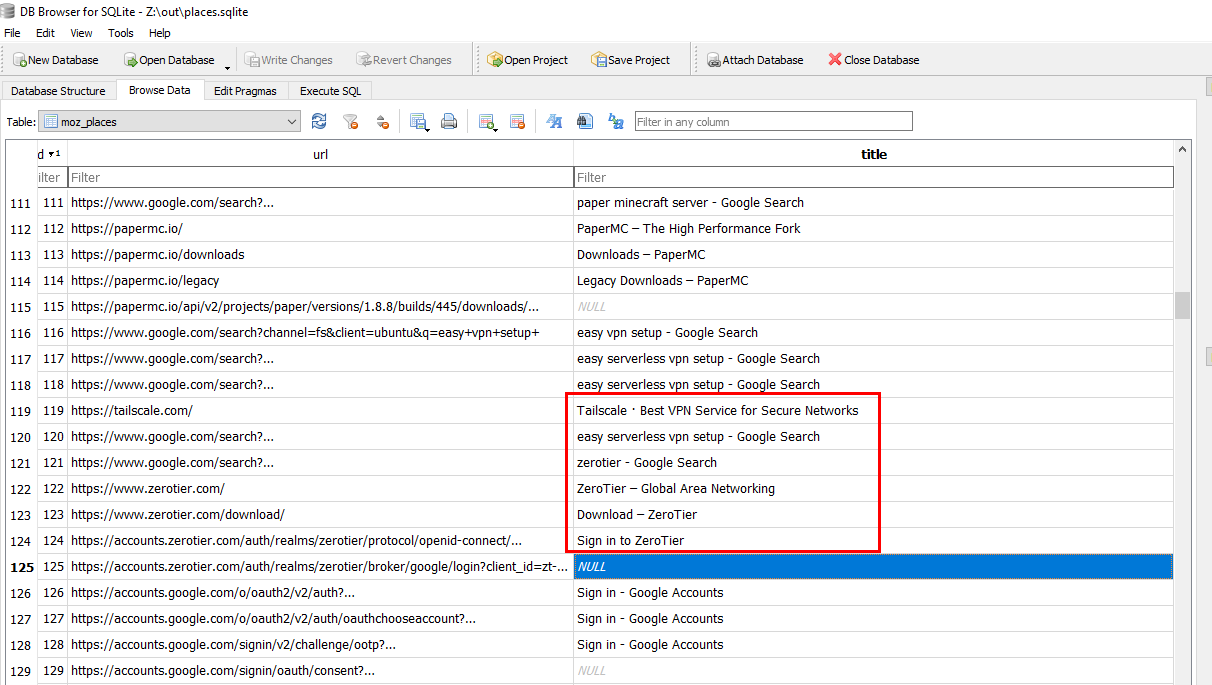 DB Browser for SQLite - Z:\out\places.sqlite
File Edit View Tools Help
New Database Open Database Write Changes Revert Changes Open Project Save Project Attach Database Close Database
Database Structure Browse Data Edit Pragmas Execute SQL
Table: moz_places Filter in any column
d 1 url title
ilter Filter Filter
111 111 https://www.google.com/search?... paper minecraft server - Google Search
112 112 https://papermc.io/ PaperMC – The High Performance Fork
113 113 https://papermc.io/downloads Downloads – PaperMC
114 114 https://papermc.io/legacy Legacy Downloads – PaperMC
115 115 https://papermc.io/api/v2/projects/paper/versions/1.8.8/builds/445/downloads/... NULL
116 116 https://www.google.com/search?channel=fs&client=ubuntu&q=easy+vpn+setup+ easy vpn setup - Google Search
117 117 https://www.google.com/search?... easy serverless vpn setup - Google Search
118 118 https://www.google.com/search?... easy serverless vpn setup - Google Search
119 119 https://tailscale.com/ Tailscale · Best VPN Service for Secure Networks
120 120 https://www.google.com/search?... easy serverless vpn setup - Google Search
121 121 https://www.google.com/search?... zerotier - Google Search
122 122 https://www.zerotier.com/ ZeroTier – Global Area Networking
123 123 https://www.zerotier.com/download/ Download – ZeroTier
124 124 https://accounts.zerotier.com/auth/realms/zerotier/protocol/openid-connect/... Sign in to ZeroTier
125 125 https://accounts.zerotier.com/auth/realms/zerotier/broker/google/login?client_id=zt-... NULL
126 126 https://accounts.google.com/o/oauth2/v2/auth?... Sign in - Google Accounts
127 127 https://accounts.google.com/o/oauth2/v2/auth/oauthchooseaccount?... Sign in - Google Accounts
128 128 https://accounts.google.com/signin/v2/challenge/ootp?... Sign in - Google Accounts
129 129 https://accounts.google.com/signin/oauth/consent?... NULL